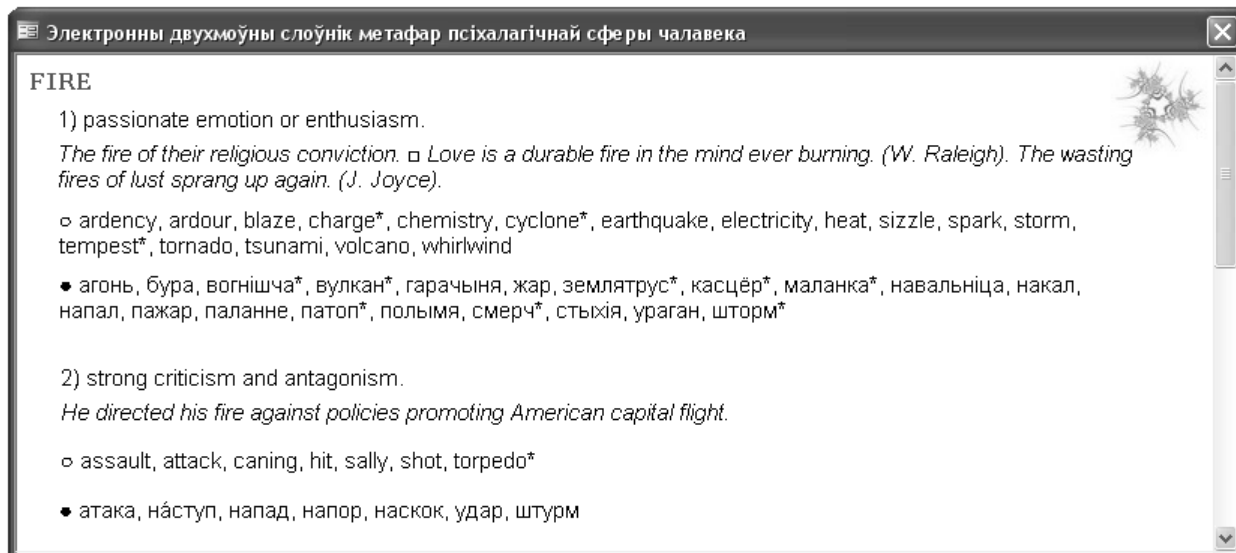 Электронны двухмоўны слоўнік метафар псіхалагічнай сферы чалавека
FIRE
1) passionate emotion or enthusiasm.
The fire of their religious conviction. □ Love is a durable fire in the mind ever burning. (W. Raleigh). The wasting
fires of lust sprang up again. (J. Joyce).
○ ardency, ardour, blaze, charge*, chemistry, cyclone*, earthquake, electricity, heat, sizzle, spark, storm,
tempest*, tornado, tsunami, volcano, whirlwind
● агонь, бура, вогнішча*, вулкан*, гарачыня, жар, землятрус*, касцёр*, маланка*, навальніца, накал,
напал, пажар, паланне, патоп*, полымя, смерч*, стыхія, ураган, шторм*
2) strong criticism and antagonism.
He directed his fire against policies promoting American capital flight.
○ assault, attack, caning, hit, sally, shot, torpedo*
● атака, на́ступ, напад, напор, наскок, удар, штурм